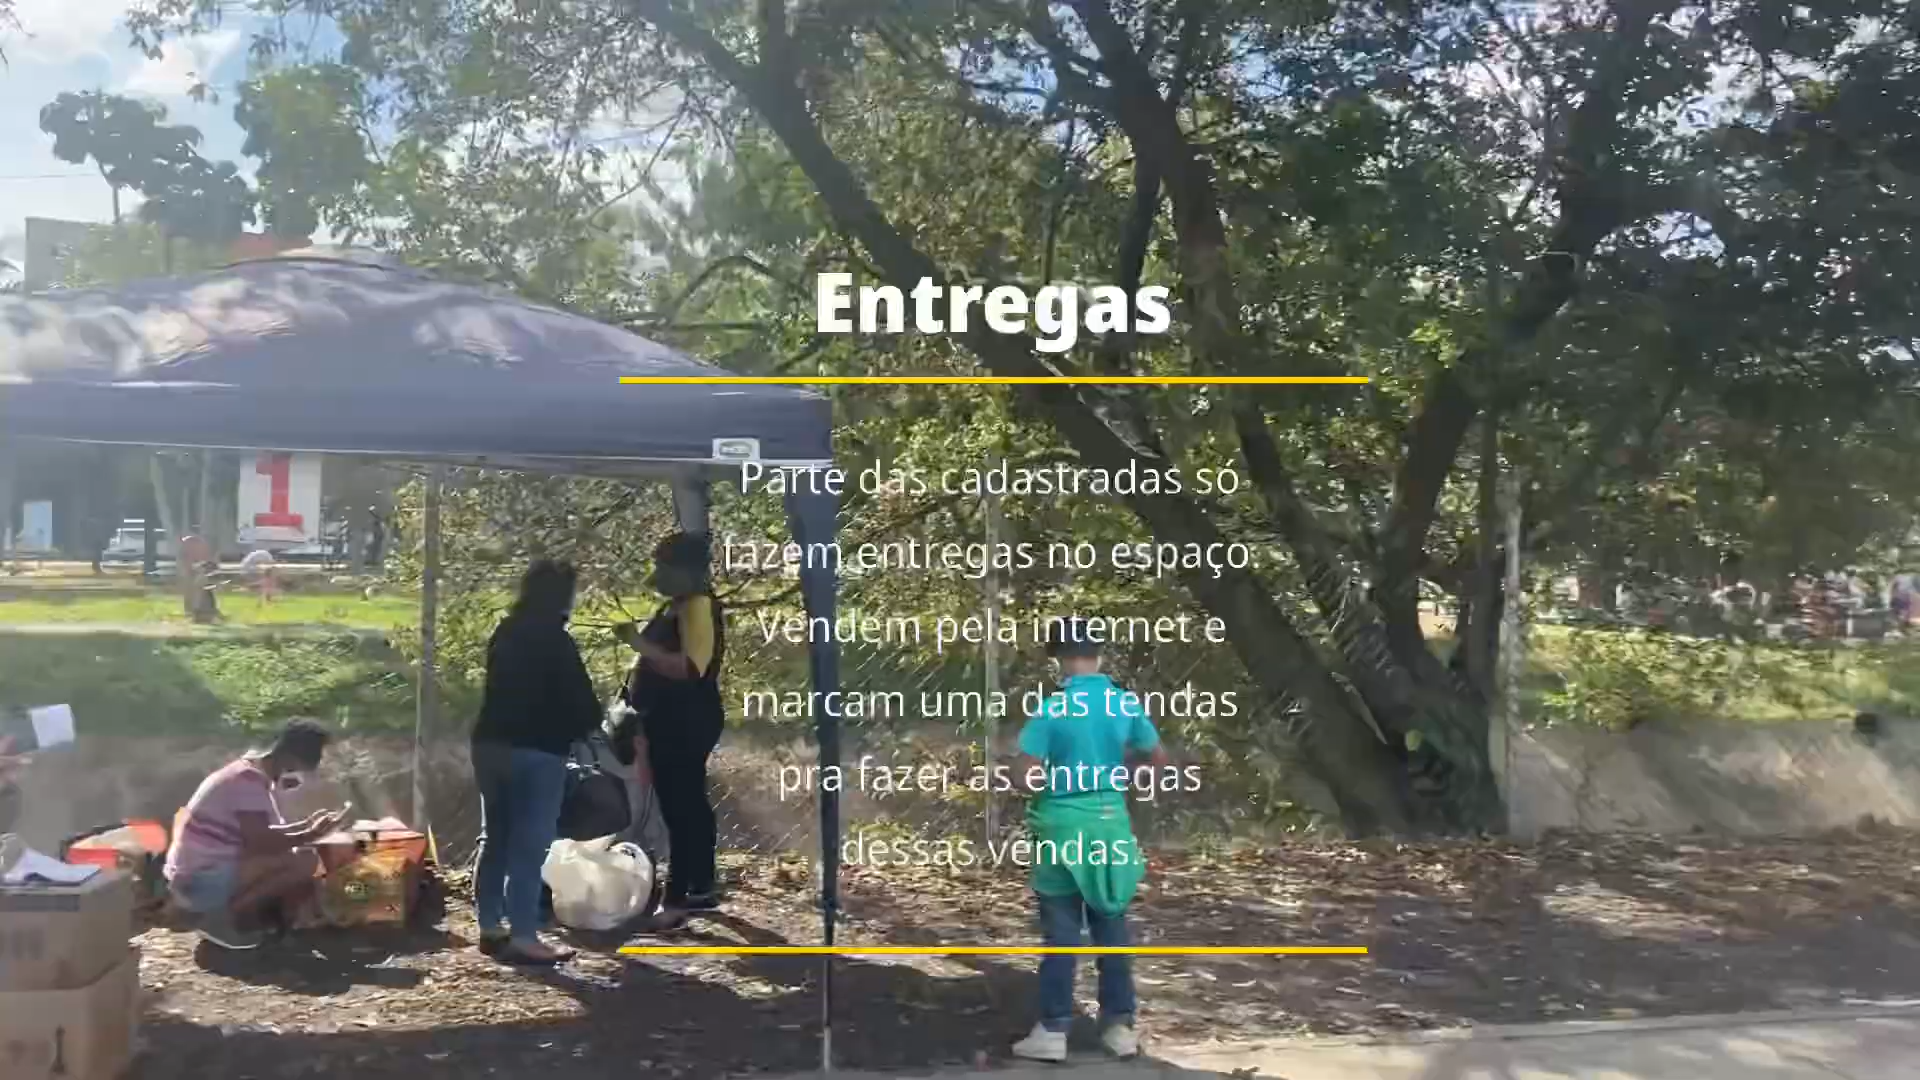 Entregas
Parte das cadastradas só
fazem entregas no espaço.
Vendem pela internet e
marcam uma das tendas
pra fazer as entregas
dessas vendas.
1